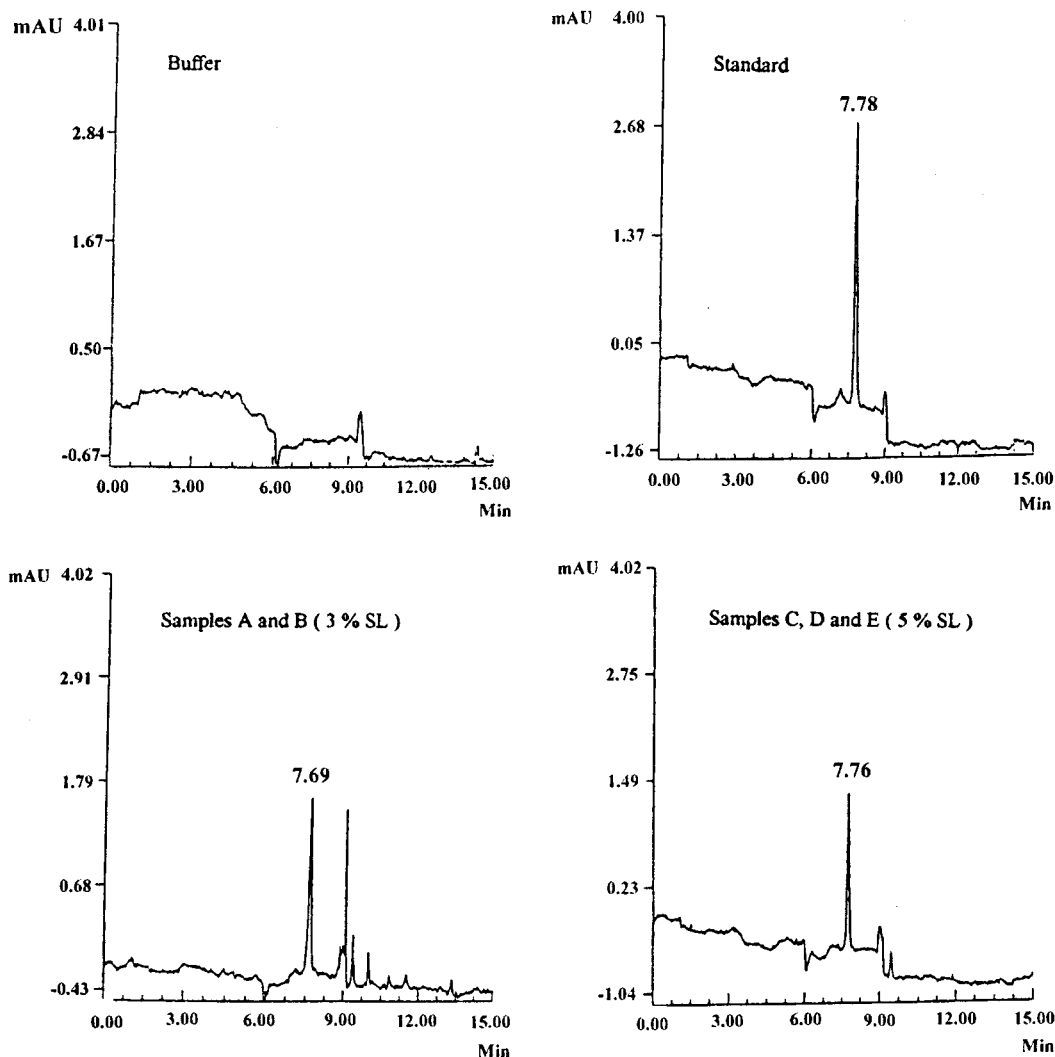 mAU 4.01
Buffer
2.84
1.67
0.50
-0.67
0.00 3.00 6.00 9.00 12.00 15.00
Min
mAU 4.00
Standard
7.78
2.68
1.37
0.05
-1.26
0.00 3.00 6.00 9.00 12.00 15.00
Min
mAU 4.02
Samples A and B ( 3 % SL )
2.91
7.69
1.79
0.68
-0.43
0.00 3.00 6.00 9.00 12.00 15.00
Min
mAU 4.02
Samples C, D and E ( 5 % SL )
2.75
7.76
1.49
0.23
-1.04
0.00 3.00 6.00 9.00 12.00 15.00
Min